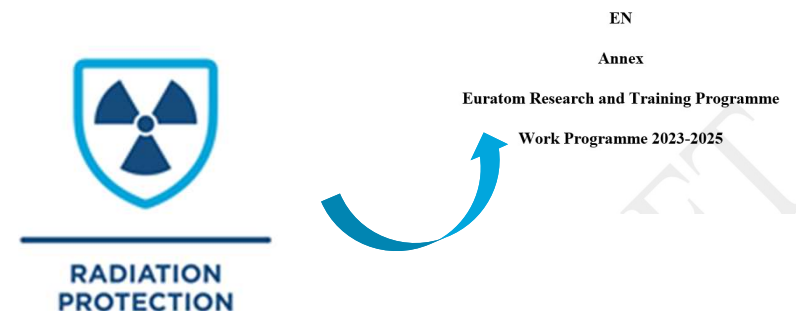 EN
Annex
Euratom Research and Training Programme
Work Programme 2023-2025
RADIATION
PROTECTION